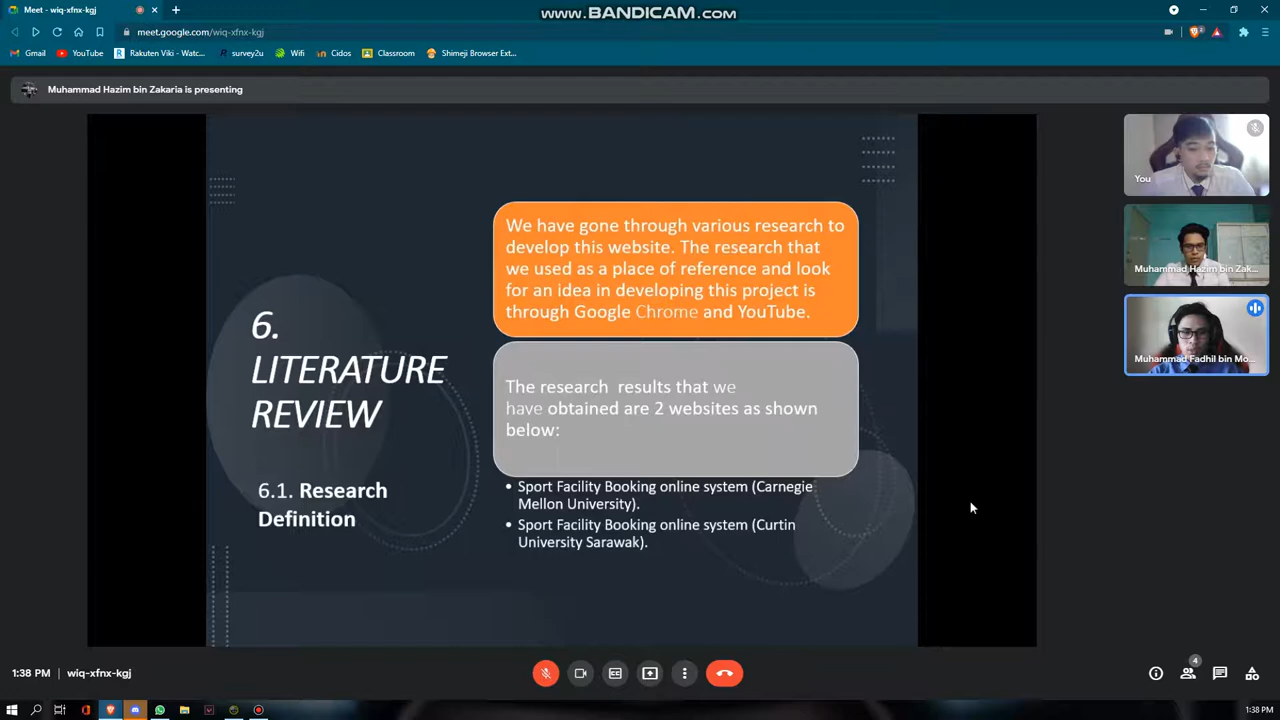 Meet - wiq-xfnx-kgj
WWW.BANDICAM.COM
meet.google.com/wiq-xfnx-kgj
Gmail
YouTube
Rakuten Viki - Watc...
survey2u
Wifi
Cidos
Classroom
Shimeji Browser Ext...
Muhammad Hazim bin Zakaria is presenting
6.
LITERATURE
REVIEW
6.1. Research
Definition
We have gone through various research to
develop this website. The research that
we used as a place of reference and look
for an idea in developing this project is
through Google Chrome and YouTube.
The research results that we
have obtained are 2 websites as shown
below:
• Sport Facility Booking online system (Carnegie
Mellon University).
• Sport Facility Booking online system (Curtin
University Sarawak).
You
Muhammad Hazim bin Zak...
Muhammad Fadhil bin Mo...
1:38 PM
wiq-xfnx-kgj
4
1:38 PM